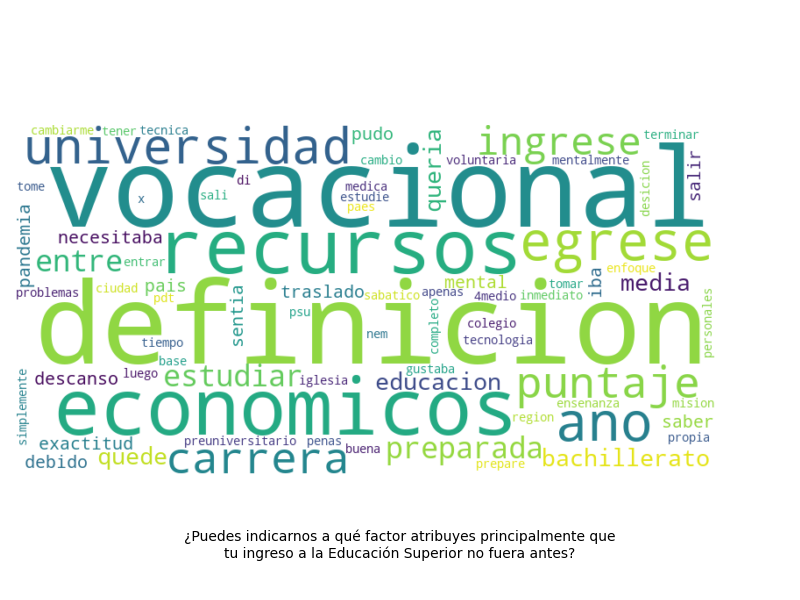 cambiarme tener tecnica
universidad pudo queria ingrese terminar
cambio voluntaria mentalmente
vocacional
tome x sali di medica estudie paes desicion salir
pandemia necesitaba recursos egrese
entre entrar
problemas ciudad pais pdt sentia traslado sabatico apenas mental 4medio inmediato tomar iba enfoque media
definicion
psu nem completo colegio tecnologia personales
tiempo base
simplemente descanso luego estudiar iglesia gustaba educacion puntaje
economicos
region ensenanza mision
exactitud preuniversitario penas ano saber propia
debido quede carrera buena preparada prepare bachillerato
¿Puedes indicarnos a qué factor atribuyes principalmente que
tu ingreso a la Educación Superior no fuera antes?